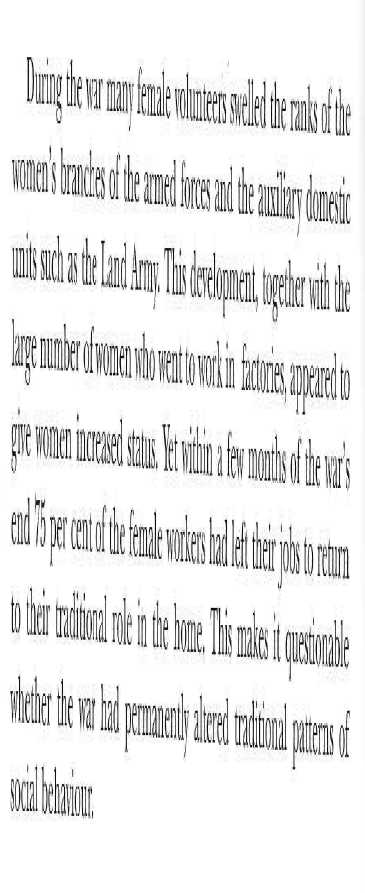 During the war many female volunteers swelled the ranks of the
women's branches of the armed forces and the auxiliary domestic
units such as the Land Army. This development, together with the
large number of women who went to work in factories, appeared to
give women increased status. Yet within a few months of the war's
end 75 per cent of the female workers had left their jobs to return
to their traditional role in the home. This makes it questionable
whether the war had permanently altered traditional patterns of
social behaviour.